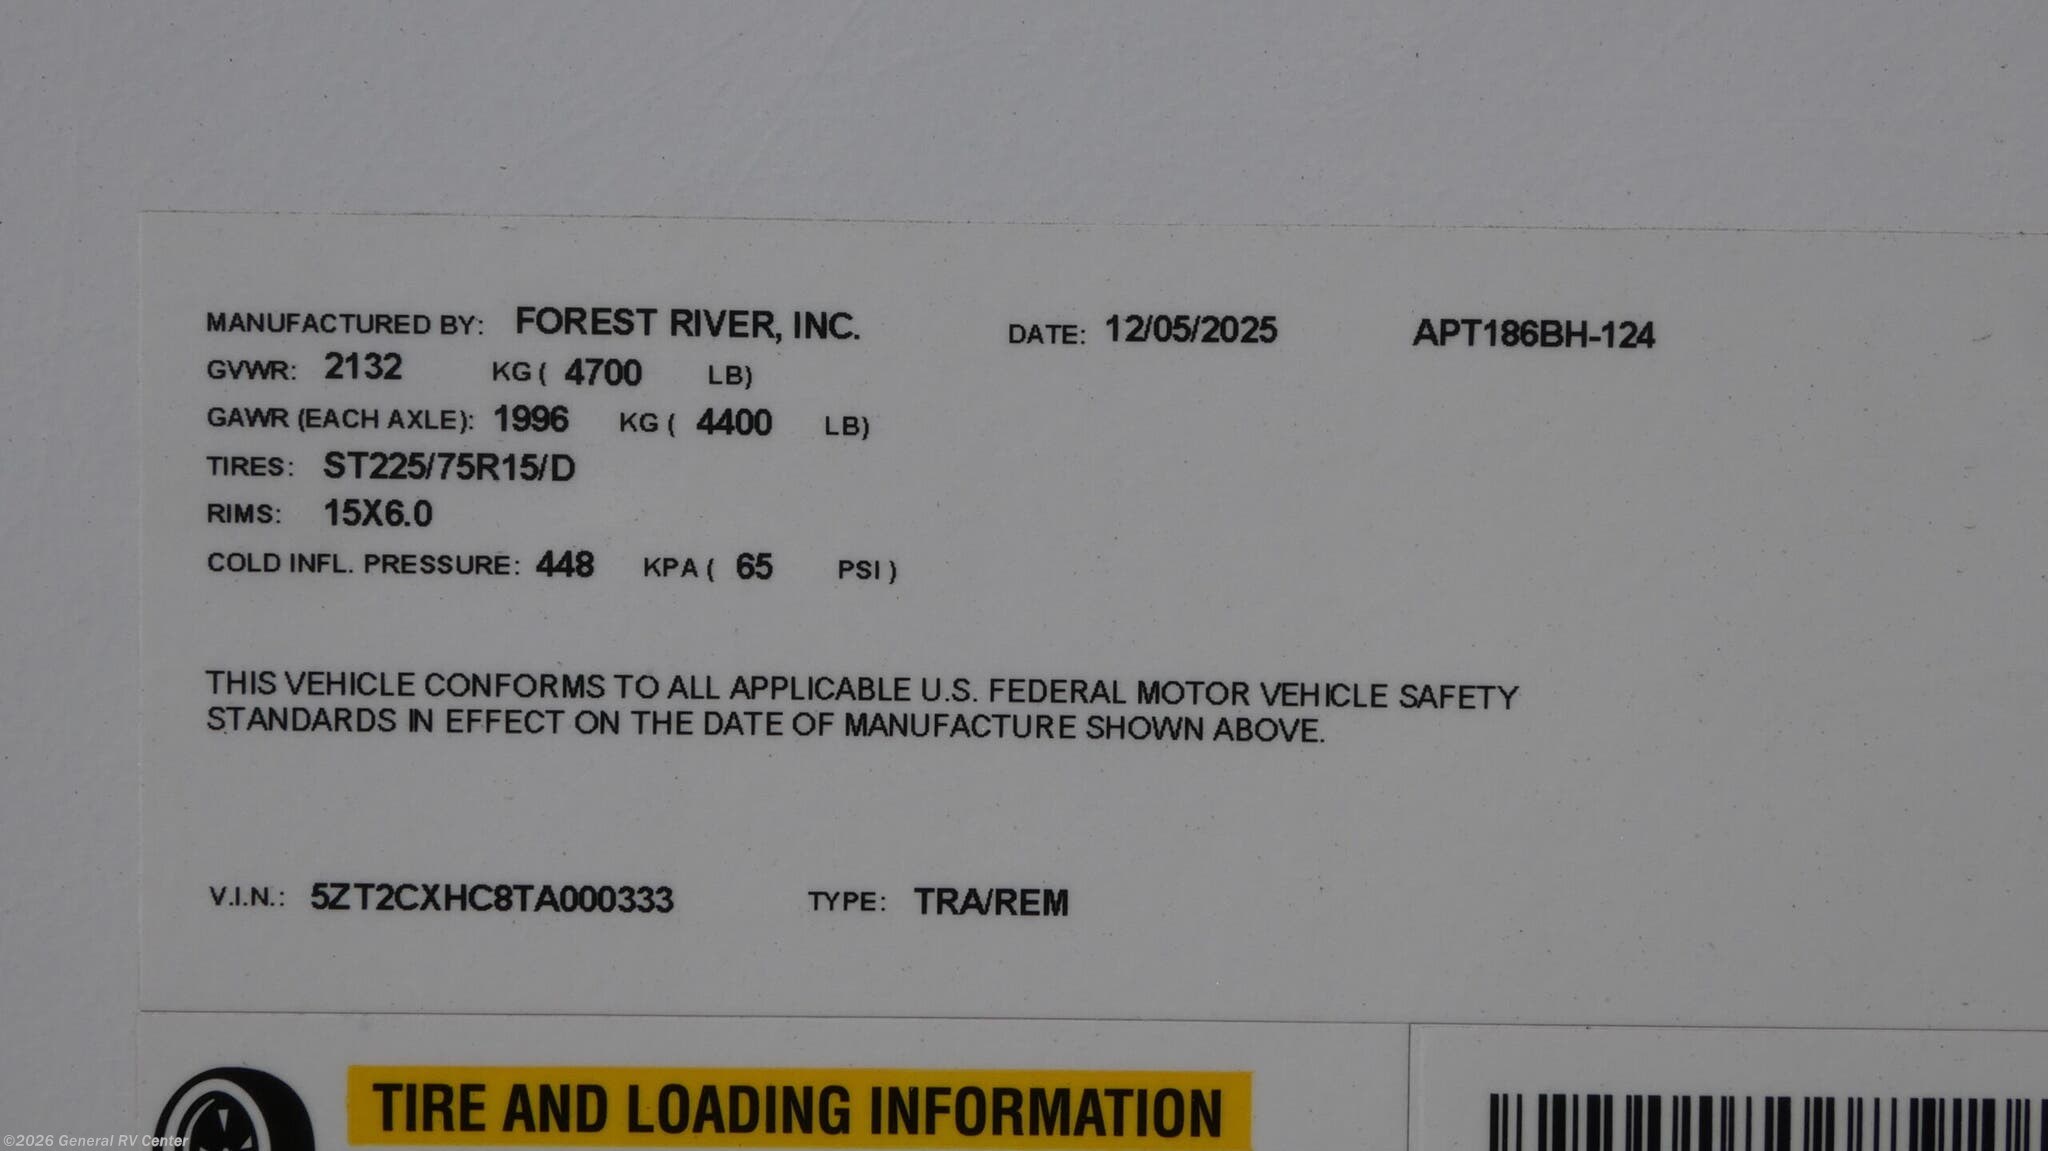 MANUFACTURED BY: FOREST RIVER, INC. DATE: 12/05/2025 APT186BH-124
GVWR: 2132 KG ( 4700 LB)
GAWR (EACH AXLE): 1996 KG ( 4400 LB)
TIRES: ST225/75R15/D
RIMS: 15X6.0
COLD INFL. PRESSURE: 448 KPA ( 65 PSI )
THIS VEHICLE CONFORMS TO ALL APPLICABLE U.S. FEDERAL MOTOR VEHICLE SAFETY
STANDARDS IN EFFECT ON THE DATE OF MANUFACTURE SHOWN ABOVE.
V.I.N.: 5ZT2CXHC8TA000333 TYPE: TRA/REM
TIRE AND LOADING INFORMATION
©2026 General RV Center